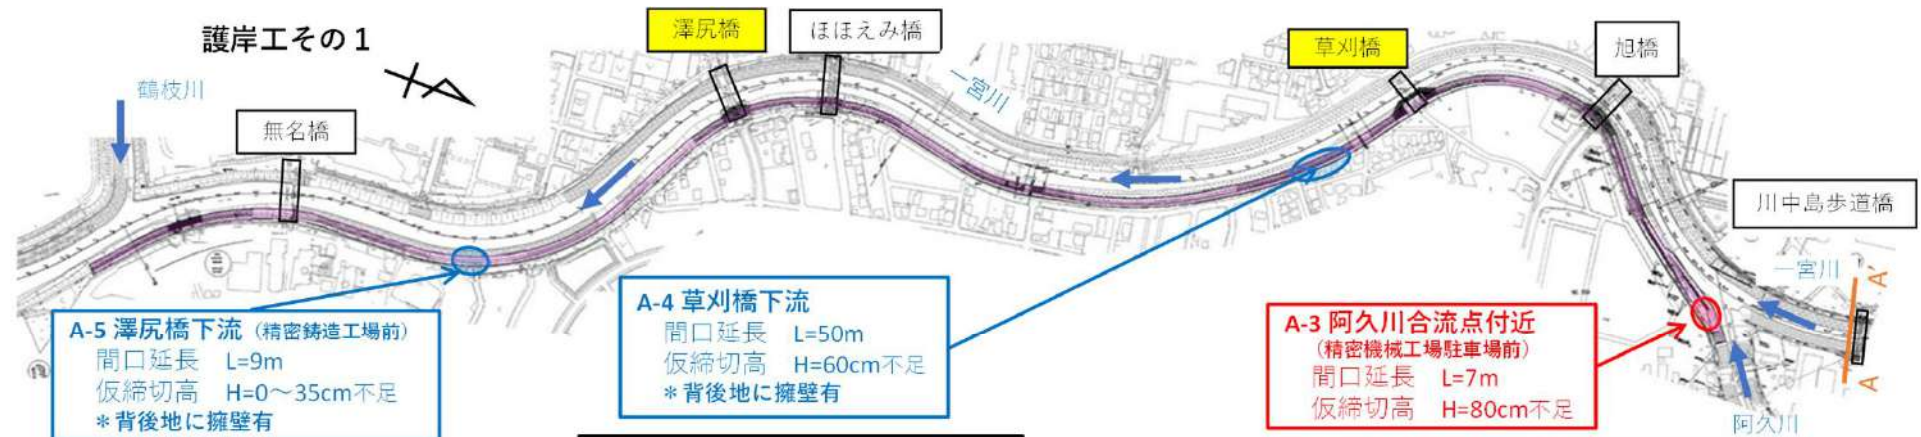 護岸工その1
鶴枝川
無名橋
澤尻橋
ほほえみ橋
一宮川
草刈橋
旭橋
川中島歩道橋
一宮川
A'
A
阿久川
A-5 澤尻橋下流（精密鋳造工場前）
間口延長 L=9m
仮締切高 H=0～35cm不足
＊背後地に擁壁有
A-4 草刈橋下流
間口延長 L=50m
仮締切高 H=60cm不足
＊背後地に擁壁有
A-3 阿久川合流点付近
（精密機械工場駐車場前）
間口延長 L=7m
仮締切高 H=80cm不足